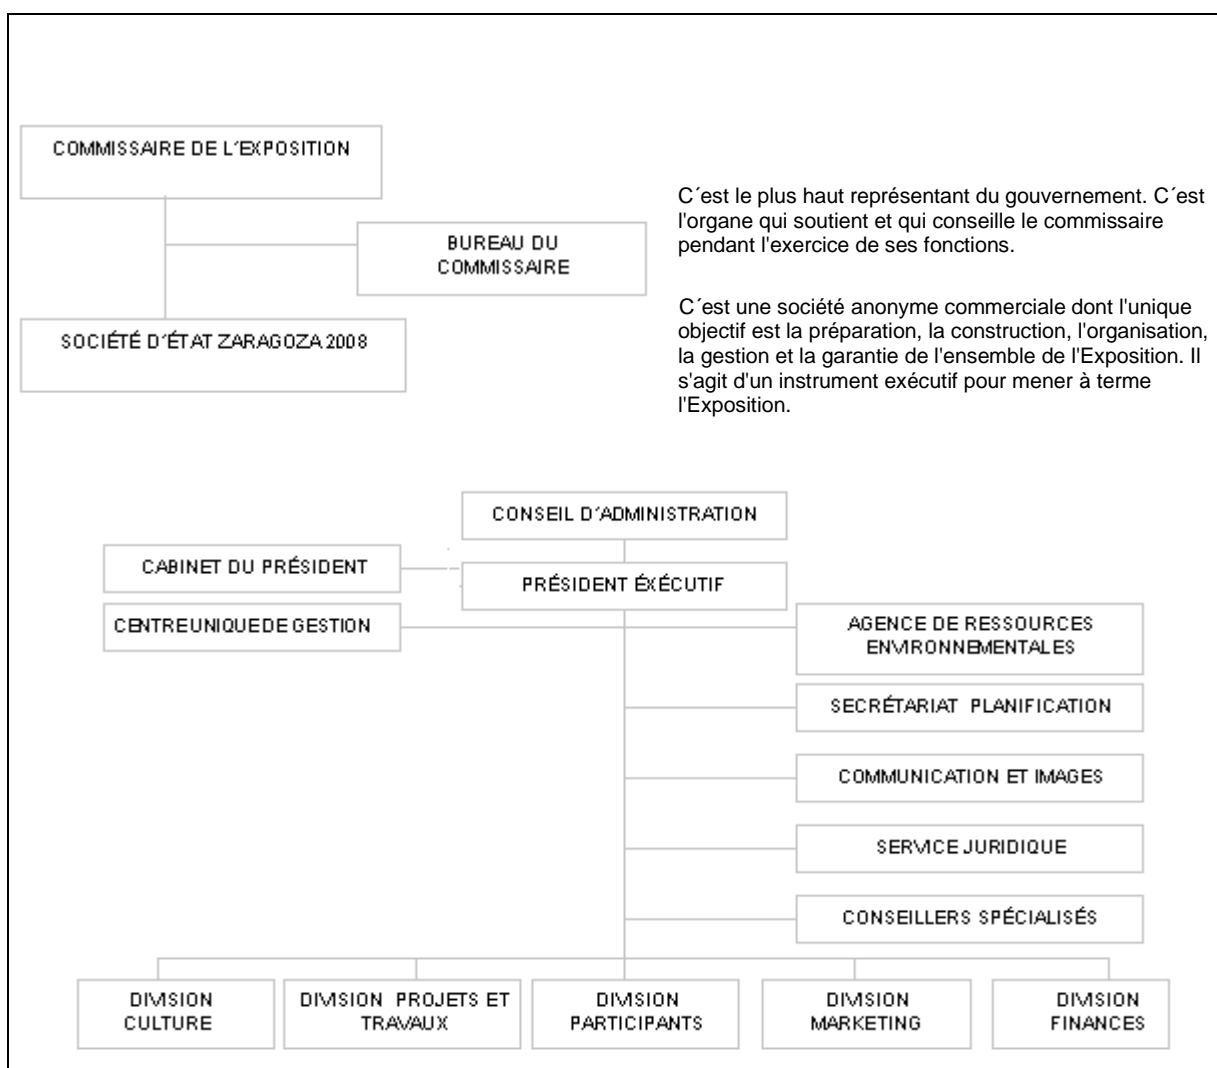 COMMISSAIRE DE L´EXPOSITION
C´est le plus haut représentant du gouvernement. C´est
l'organe qui soutient et qui conseille le commissaire
pendant l'exercice de ses fonctions.
BUREAU DU
COMMISSAIRE
C´est une société anonyme commerciale dont l'unique
objectif est la préparation, la construction, l'organisation,
la gestion et la garantie de l'ensemble de l'Exposition. Il
s'agit d'un instrument exécutif pour mener à terme
l'Exposition.
SOCIÉTÉ D´ÉTAT ZARAGOZA 2008
CONSEIL D´ADMINISTRATION
CABINET DU PRÉSIDENT
PRÉSIDENT ÉXÉCUTIF
CENTRE UNIQUE DE GESTION
AGENCE DE RESSOURCES
ENVIRONNEMENTALES
SECRÉTARIAT PLANIFICATION
COMMUNICATION ET IMAGES
SERVICE JURIDIQUE
CONSEILLERS SPÉCIALISÉS
DIVISION
CULTURE
DIVISION PROJETS ET
TRAVAUX
DIVISION
PARTICIPANTS
DIVISION
MARKETING
DIVISION
FINANCES